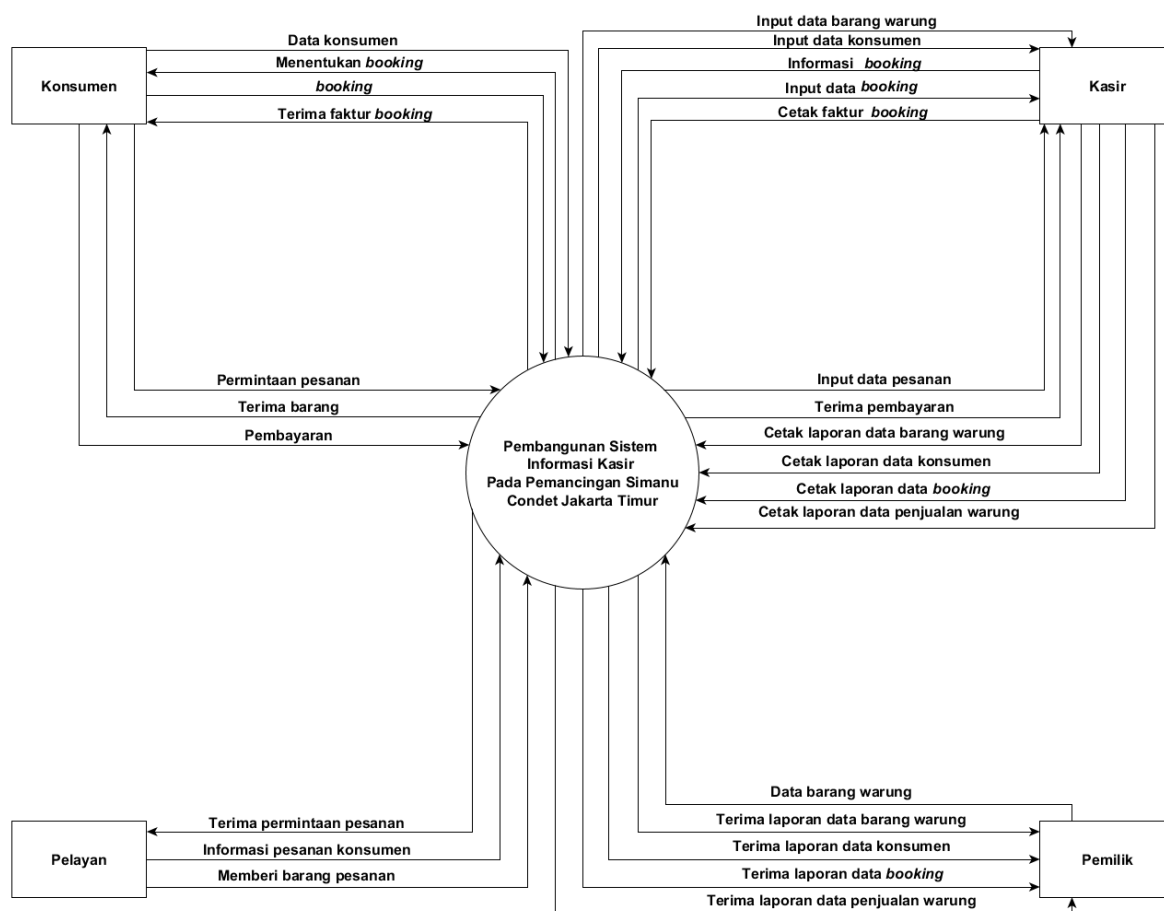 Data konsumen
Menentukan booking
booking
Terima faktur booking
Konsumen
Input data barang warung
Input data konsumen
Informasi booking
Input data booking
Cetak faktur booking
Kasir
Permintaan pesanan
Terima barang
Pembayaran
Input data pesanan
Terima pembayaran
Cetak laporan data barang warung
Cetak laporan data konsumen
Cetak laporan data booking
Cetak laporan data penjualan warung
Pembangunan Sistem
Informasi Kasir
Pada Pemancingan Simanu
Condet Jakarta Timur
Terima permintaan pesanan
Informasi pesanan konsumen
Memberi barang pesanan
Pelayan
Data barang warung
Terima laporan data barang warung
Terima laporan data konsumen
Terima laporan data booking
Terima laporan data penjualan warung
Pemilik